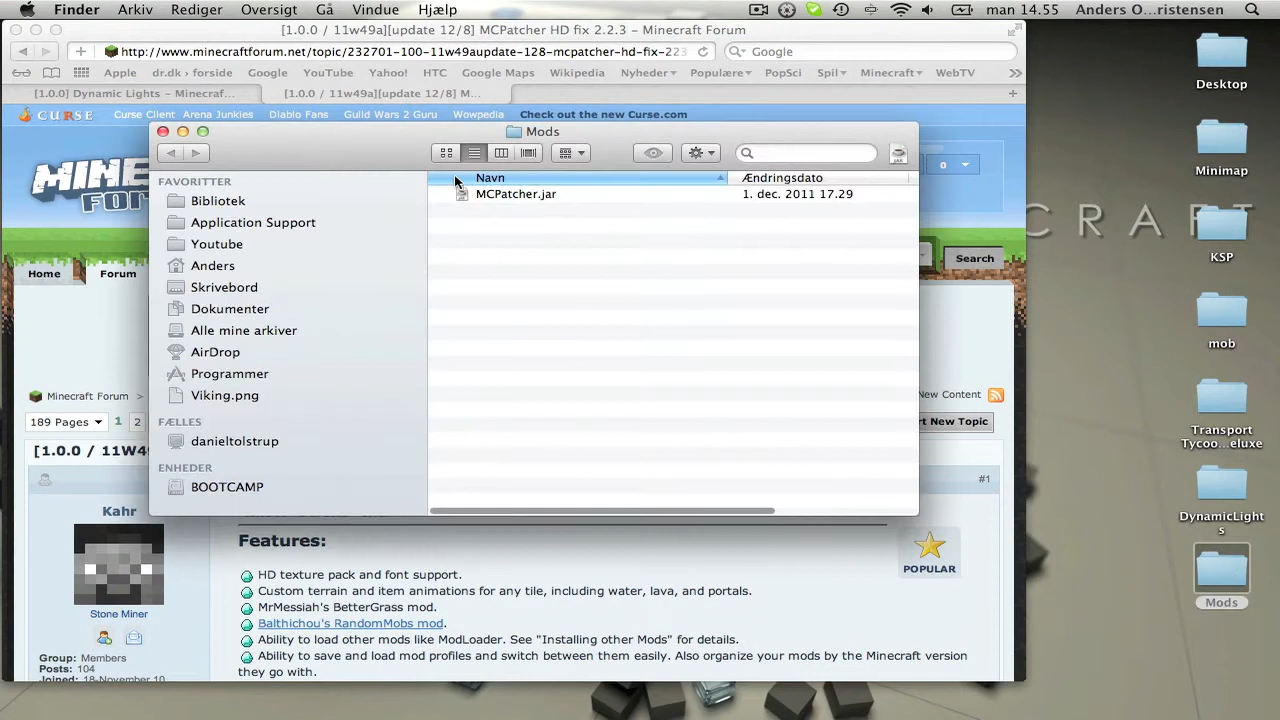 Finder Arkiv Rediger Oversigt Gå Vindue Hjælp man 14.55 Anders O...ristensen
[1.0.0 / 11w49a][update 12/8] MCPatcher HD fix 2.2.3 – Minecraft Forum
http://www.minecraftforum.net/topic/232701-100-11w49aupdate-128-mcpatcher-hd-fix-223 Google
Apple dr.dk › forside Google YouTube Yahoo! HTC Google Maps Wikipedia Nyheder Populære PopSci Spil Minecraft WebTV
[1.0.0] Dynamic Lights – Minecraf... [1.0.0 / 11w49a][update 12/8] M...
CURSE Curse Client Arena Junkies Diablo Fans Guild Wars 2 Guru Wowpedia Check out the new Curse.com
Mods
0
Navn Ændringsdato
MCPatcher.jar 1. dec. 2011 17.29
FAVORITTER
Bibliotek
Application Support
Youtube
Anders
Skrivebord
Dokumenter
Alle mine arkiver
AirDrop
Programmer
Viking.png
FÆLLES
danieltolstrup
ENHEDER
BOOTCAMP
MINE
FOR
Home Forum Search
Minecraft Forum > New Content
189 Pages 1 2 rt New Topic
[1.0.0 / 11W49
Kahr #1
Stone Miner
Group: Members
Posts: 104
Joined: 18-November 10
Features:
POPULAR
HD texture pack and font support.
Custom terrain and item animations for any tile, including water, lava, and portals.
MrMessiah's BetterGrass mod.
Balthichou's RandomMobs mod.
Ability to load other mods like ModLoader. See "Installing other Mods" for details.
Ability to save and load mod profiles and switch between them easily. Also organize your mods by the Minecraft version
they go with.
CRAFT
Desktop
Minimap
KSP
mob
Transport
Tycoo...eluxe
DynamicLight
s
Mods